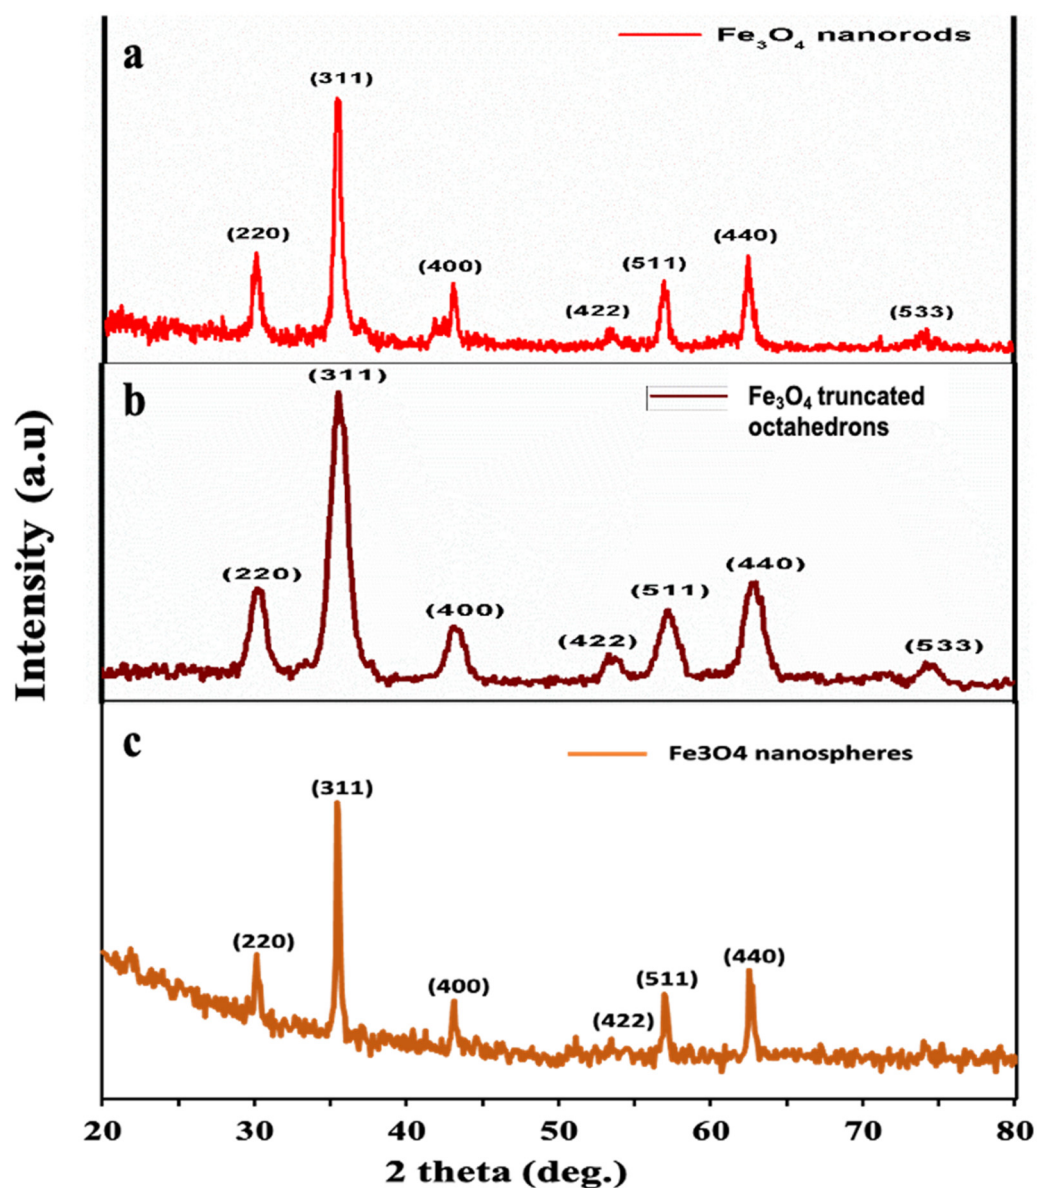 a
Fe₃O₄ nanorods
(311)
(220)
(400)
(422)
(511)
(440)
(533)
b
Fe₃O₄ truncated
octahedrons
(311)
(220)
(400)
(422)
(511)
(440)
(533)
c
Fe3O4 nanospheres
(311)
(220)
(400)
(422)
(511)
(440)
Intensity (a.u)
20 30 40 50 60 70 80
2 theta (deg.)